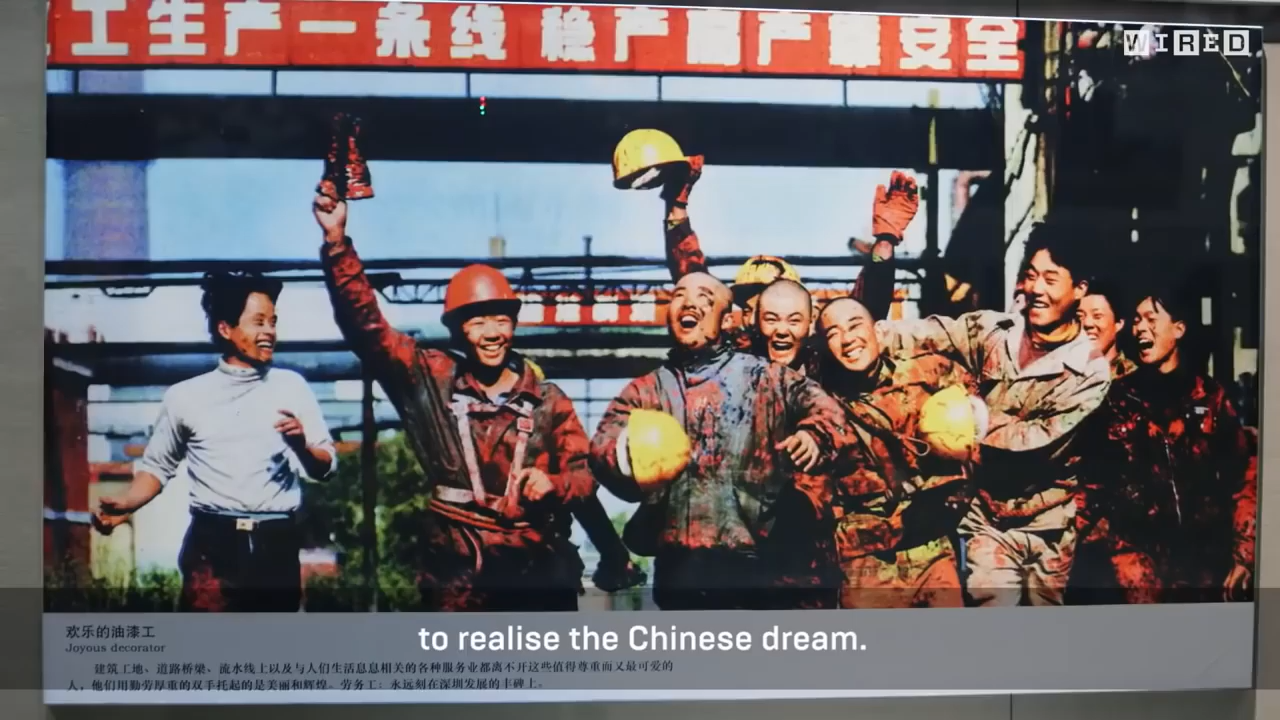 工生产一条线 稳产高产靠安全
WIRED
欢乐的油漆工
Joyous decorator
to realise the Chinese dream.
建筑工地、道路桥梁、流水线上以及与人们生活息息相关的各种服务业都离不开这些值得尊重而又最可爱的
人，他们用勤劳厚重的双手托起的是美丽和辉煌。劳务工：永远刻在深圳发展的丰碑上。